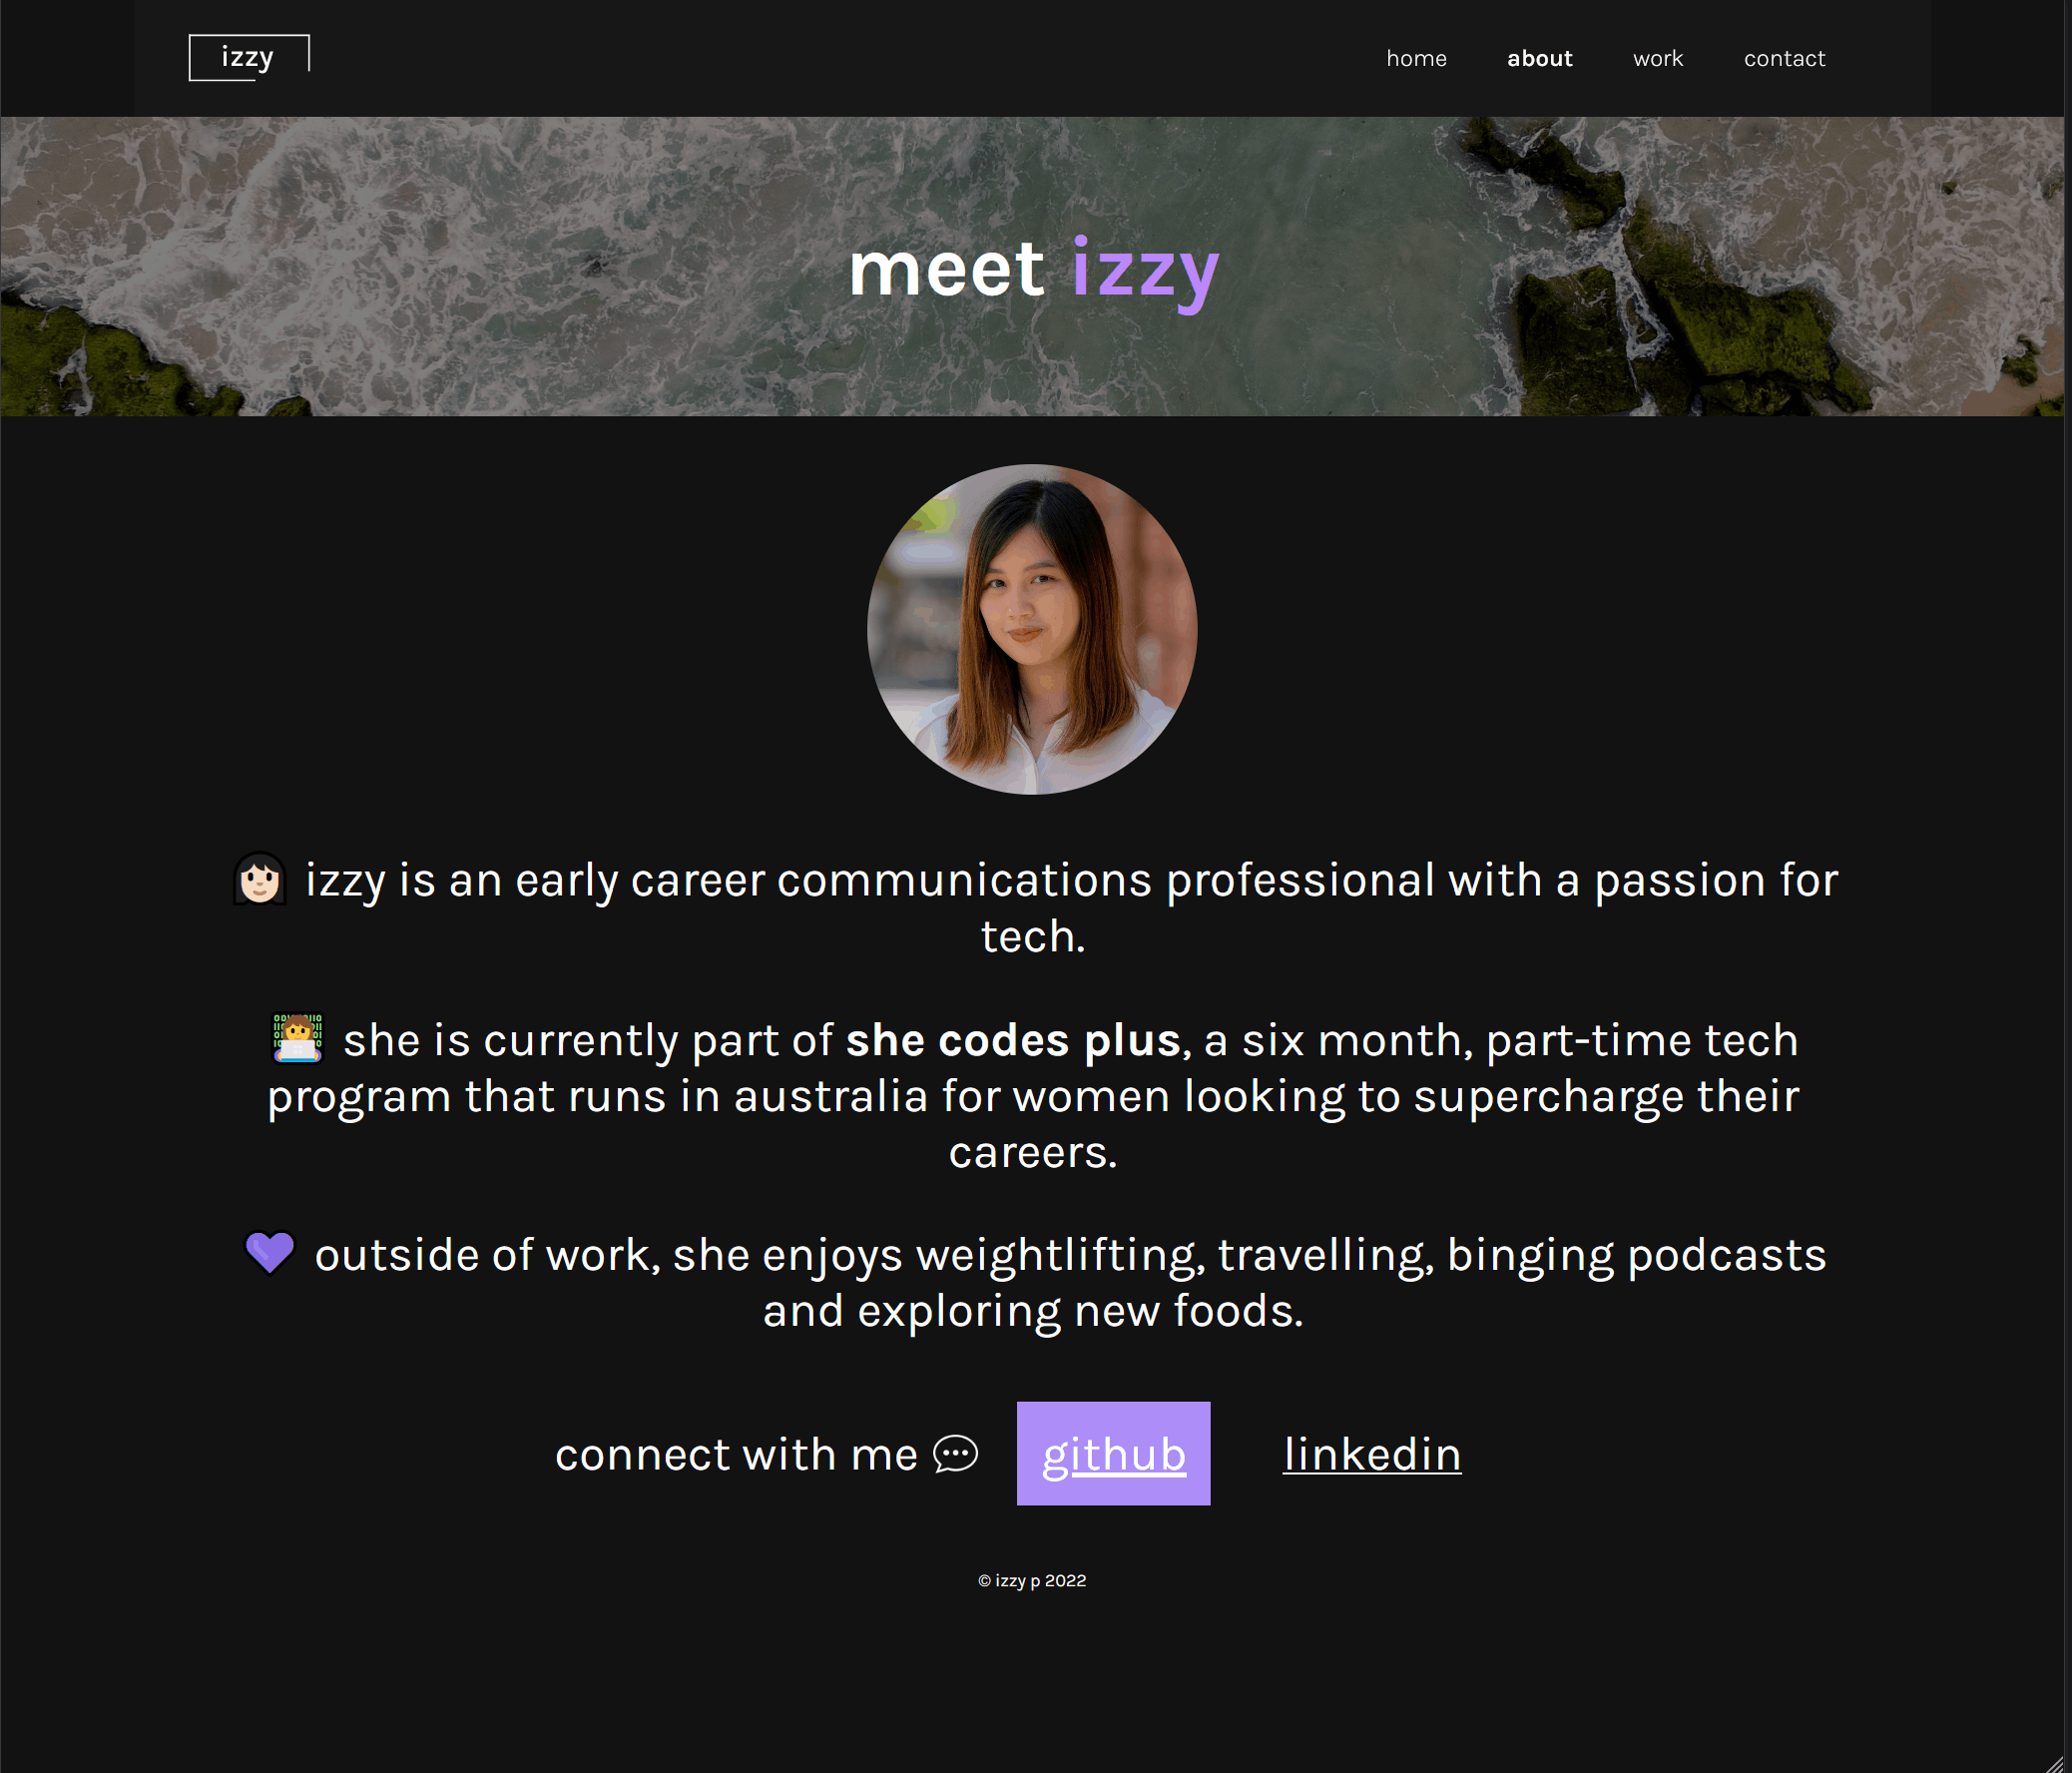 izzy
home about work contact
meet izzy
izzy is an early career communications professional with a passion for
tech.
she is currently part of she codes plus, a six month, part-time tech
program that runs in australia for women looking to supercharge their
careers.
outside of work, she enjoys weightlifting, travelling, binging podcasts
and exploring new foods.
connect with me github linkedin
© izzy p 2022